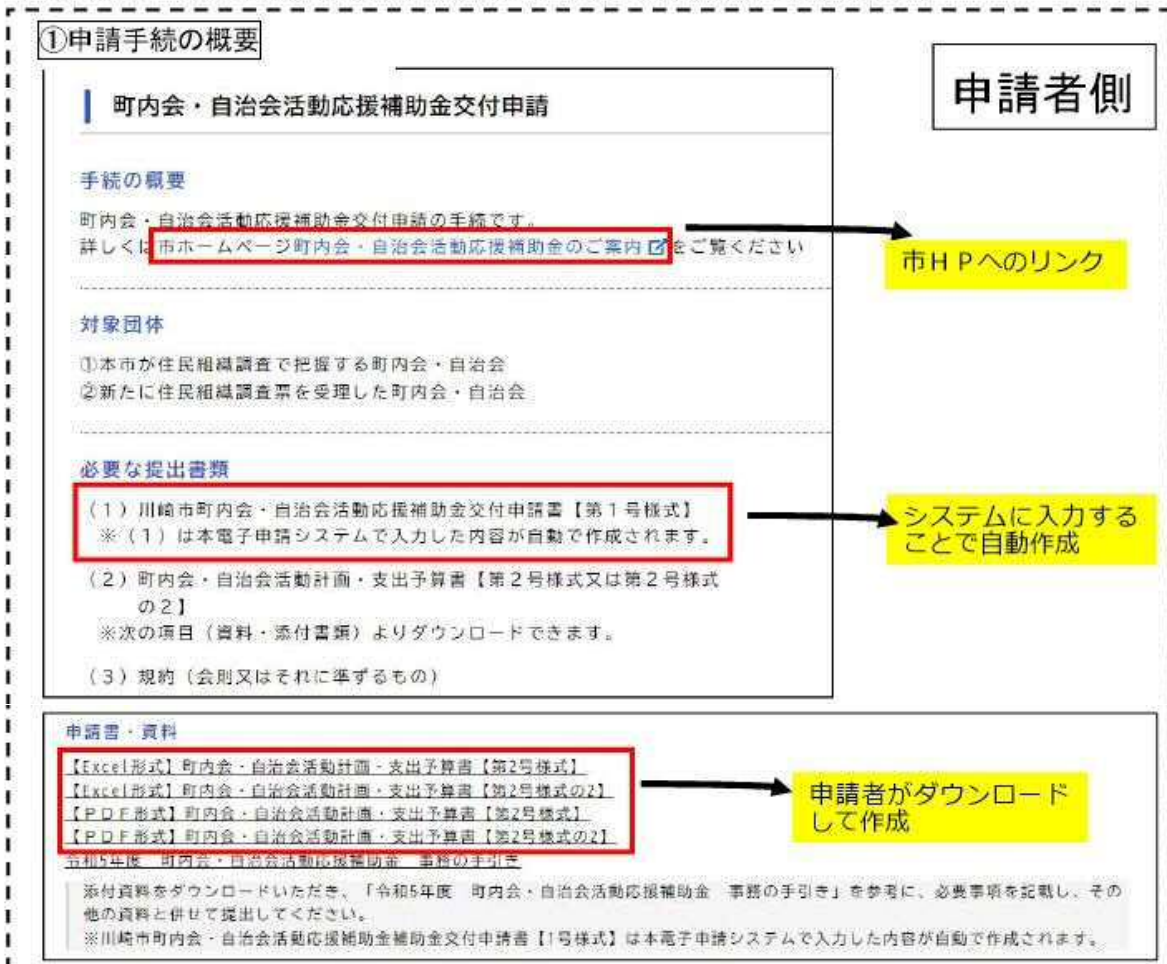 ①申請手続の概要
申請者側
町内会・自治会活動応援補助金交付申請
手続の概要
町内会・自治会活動応援補助金交付申請の手続です。
詳しくは市ホームページ町内会・自治会活動応援補助金のご案内をご覧ください
市HPへのリンク
対象団体
①本市が住民組織調査で把握する町内会・自治会
②新たに住民組織調査票を受理した町内会・自治会
必要な提出書類
(1)川崎市町内会・自治会活動応援補助金交付申請書【第1号様式】
※(1)は本電子申請システムで入力した内容が自動で作成されます。
システムに入力する
ことで自動作成
(2)町内会・自治会活動計画・支出予算書【第2号様式又は第2号様式
の2】
※次の項目(資料・添付書類)よりダウンロードできます。
(3)規約(会則又はそれに準ずるもの)
申請書・資料
【Excel形式】町内会・自治会活動計画・支出予算書【第2号様式】
【Excel形式】町内会・自治会活動計画・支出予算書【第2号様式の2】
【PDF形式】町内会・自治会活動計画・支出予算書【第2号様式】
【PDF形式】町内会・自治会活動計画・支出予算書【第2号様式の2】
申請者がダウンロード
して作成
令和5年度 町内会・自治会活動応援補助金 事務の手引き
添付資料をダウンロードいただき、「令和5年度 町内会・自治会活動応援補助金 事務の手引き」を参考に、必要事項を記載し、その
他の資料と併せて提出してください。
※川崎市町内会・自治会活動応援補助金補助金交付申請書【1号様式】は本電子申請システムで入力した内容が自動で作成されます。